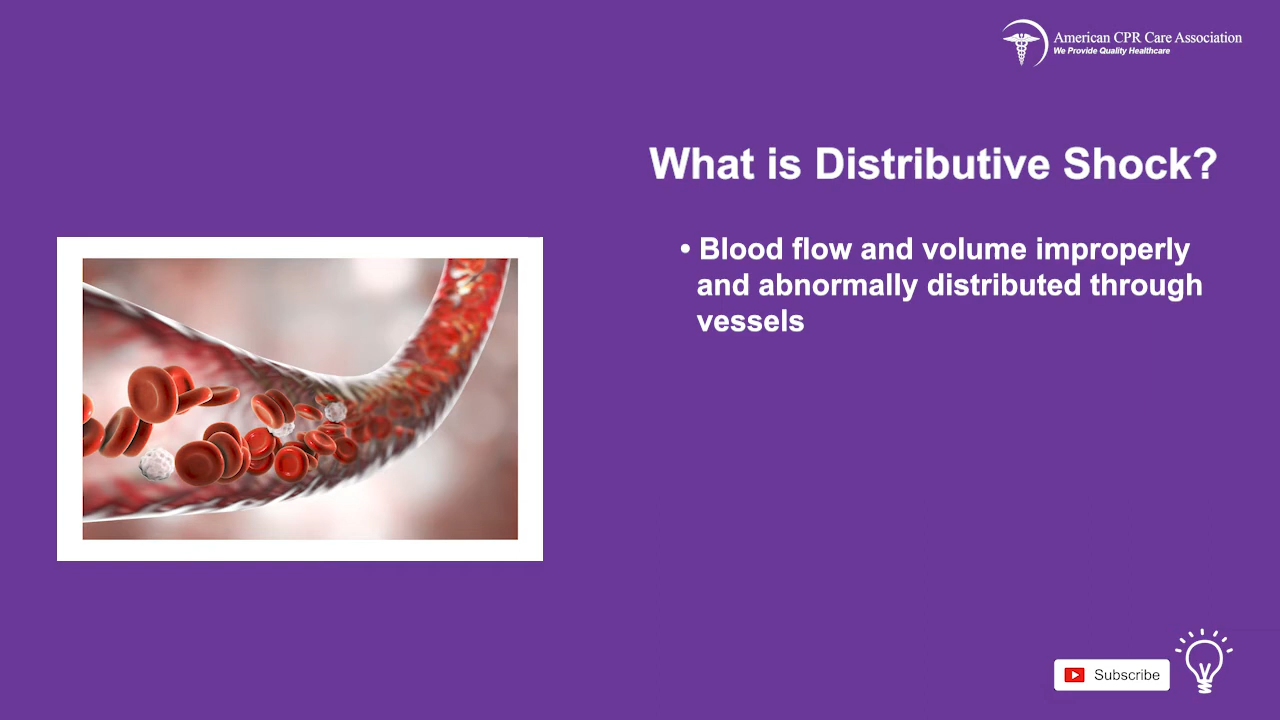 American CPR Care Association
We Provide Quality Healthcare
What is Distributive Shock?
• Blood flow and volume improperly
and abnormally distributed through
vessels
Subscribe